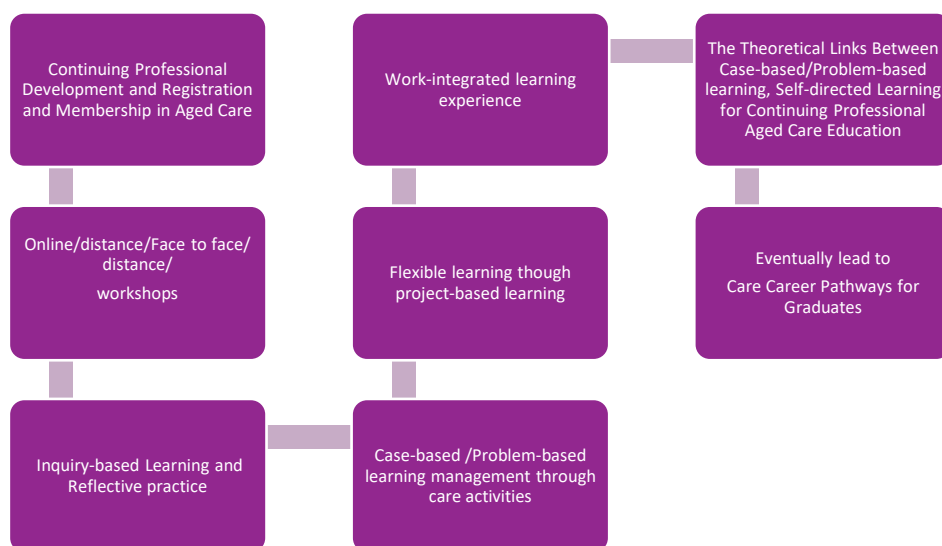 Continuing Professional
Development and Registration
and Membership in Aged Care
Online/distance/Face to face/
distance/
workshops
Inquiry-based Learning and
Reflective practice
Case-based /Problem-based
learning management through
care activities
Flexible learning though
project-based learning
Work-integrated learning
experience
The Theoretical Links Between
Case-based/Problem-based
learning, Self-directed Learning
for Continuing Professional
Aged Care Education
Eventually lead to
Care Career Pathways for
Graduates